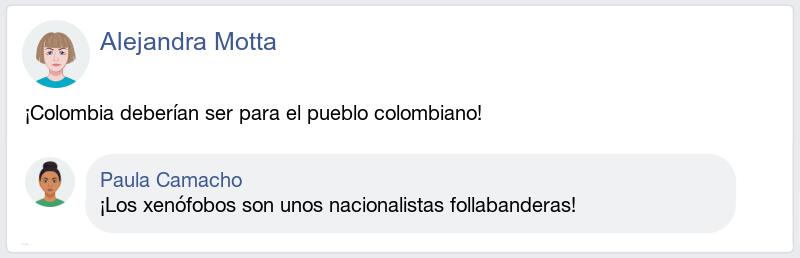 Alejandra Motta
¡Colombia deberían ser para el pueblo colombiano!
Paula Camacho
¡Los xenófobos son unos nacionalistas follabanderas!